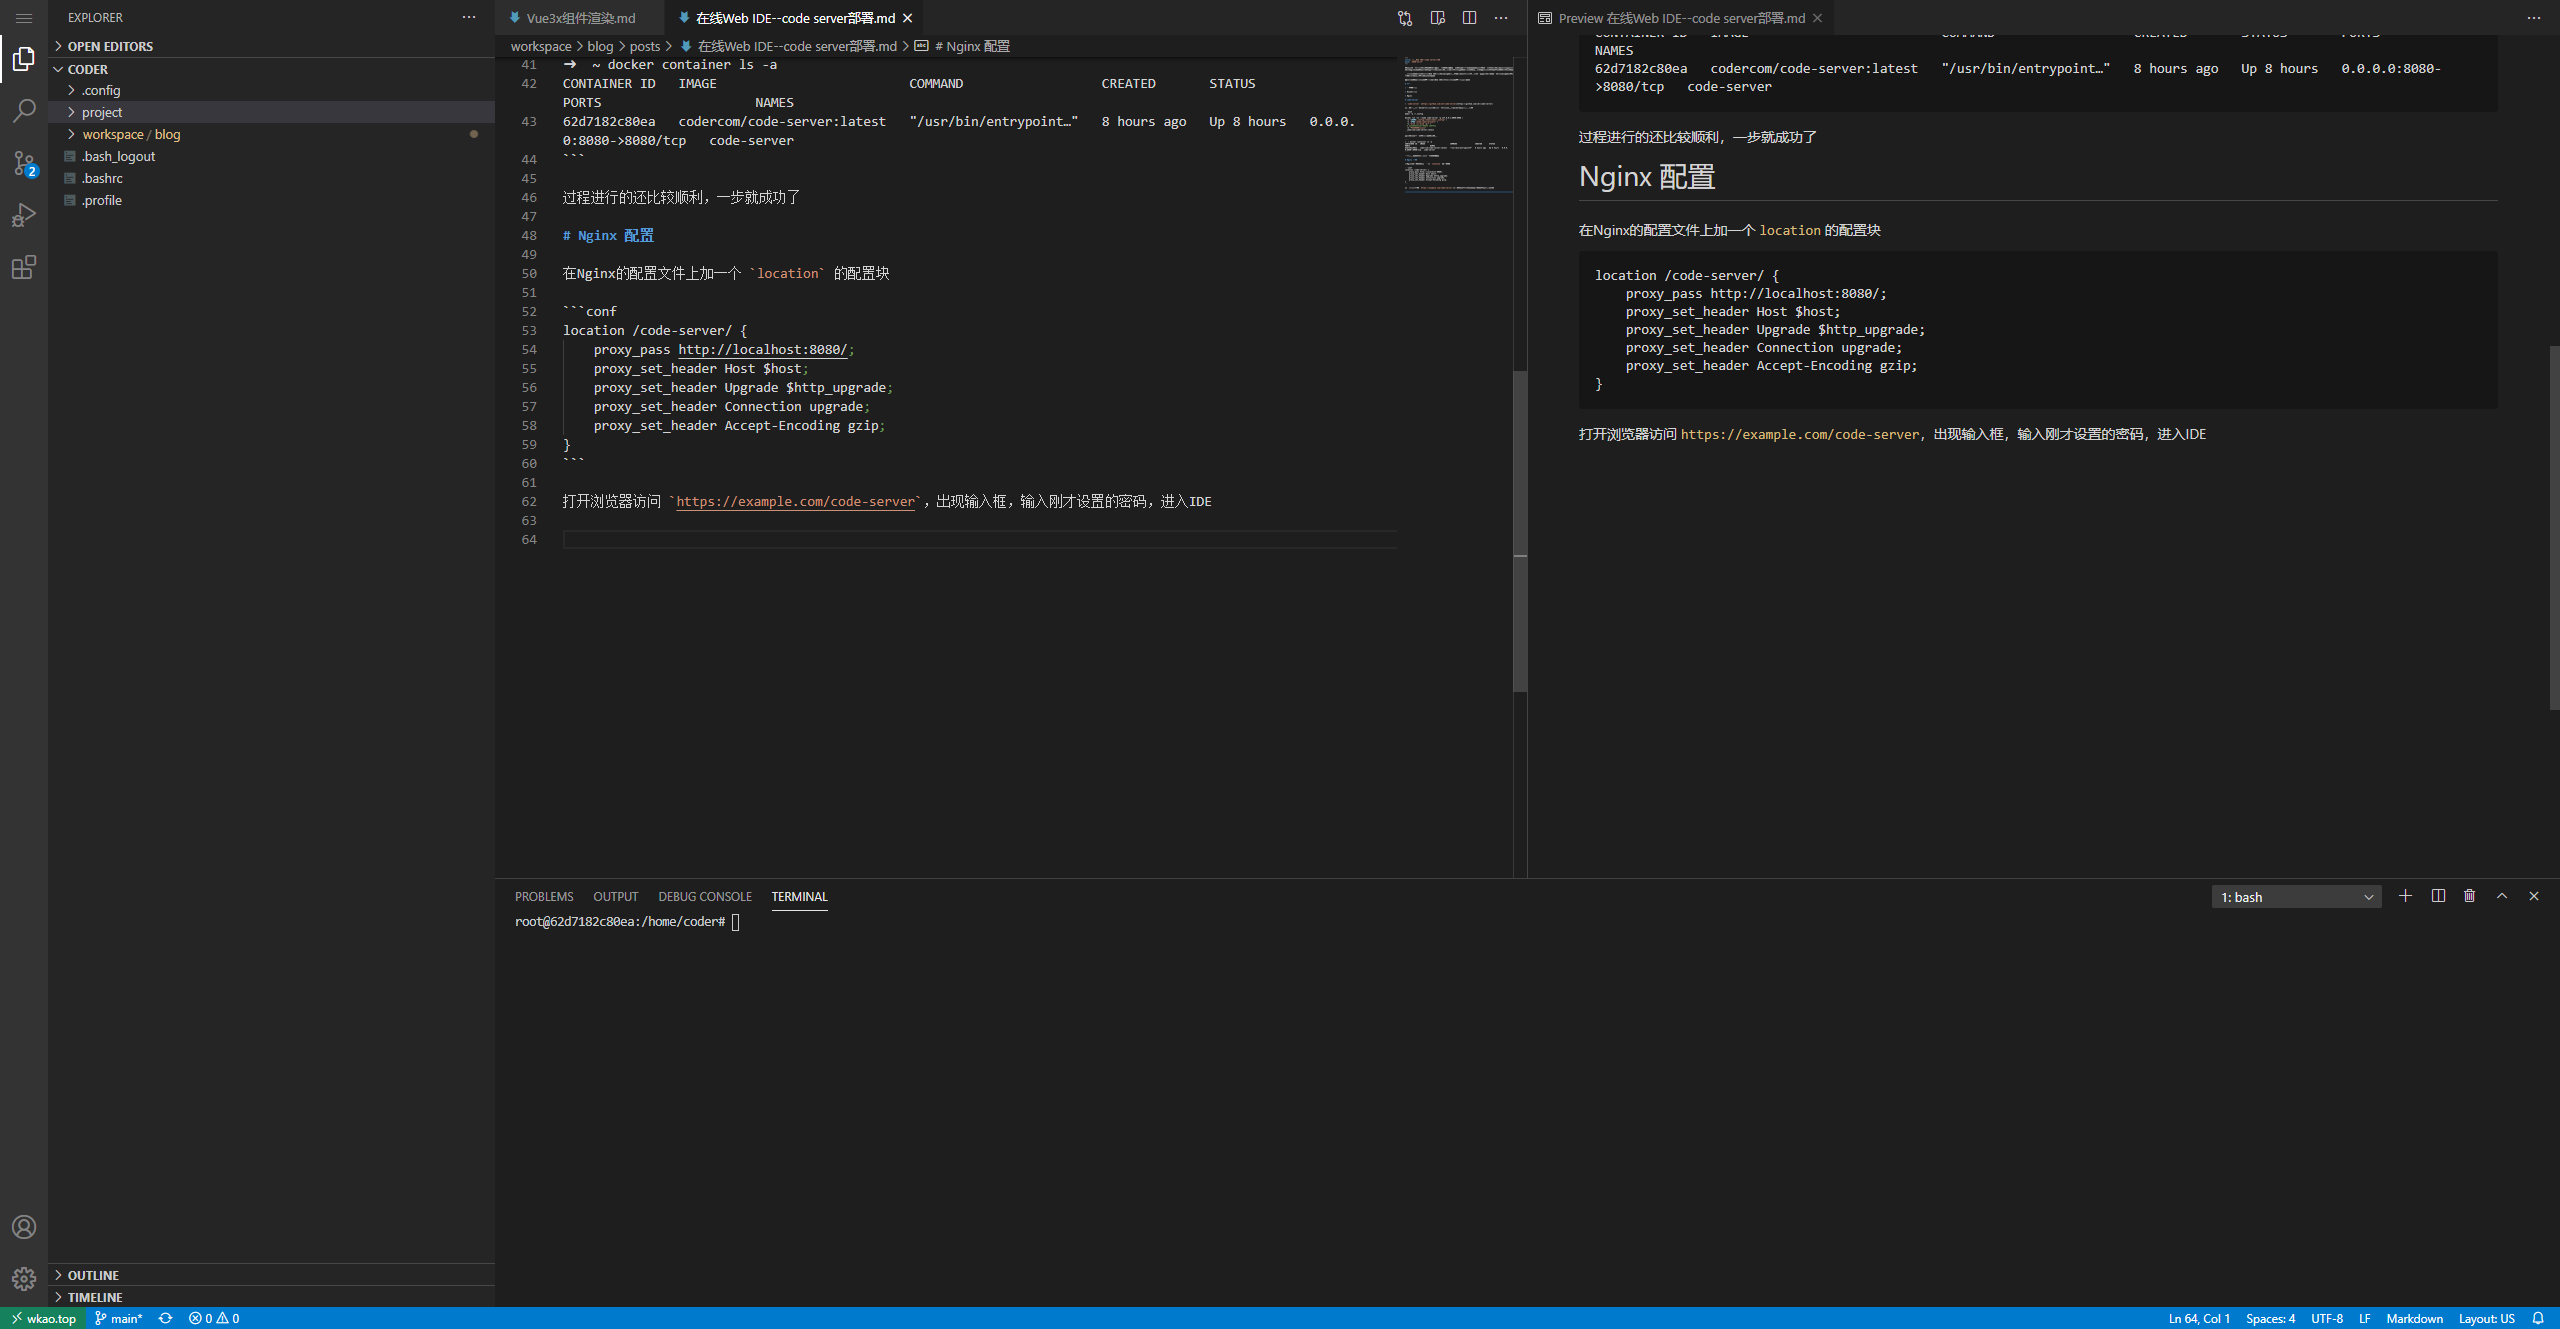 EXPLORER
OPEN EDITORS
CODER
.config
project
workspace / blog
.bash_logout
.bashrc
.profile
OUTLINE
TIMELINE
2
Vue3x组件渲染.md
在线Web IDE--code server部署.md
workspace > blog > posts > 在线Web IDE--code server部署.md > # Nginx 配置
41 ➜  ~ docker container ls -a
42 CONTAINER ID   IMAGE                         COMMAND                  CREATED       STATUS
PORTS                    NAMES
43 62d7182c80ea   codercom/code-server:latest   "/usr/bin/entrypoint…"   8 hours ago   Up 8 hours   0.0.0.
0:8080->8080/tcp   code-server
44 ```
45
46 过程进行的还比较顺利，一步就成功了
47
48 # Nginx 配置
49
50 在Nginx的配置文件上加一个 `location` 的配置块
51
52 ```conf
53 location /code-server/ {
54     proxy_pass http://localhost:8080/;
55     proxy_set_header Host $host;
56     proxy_set_header Upgrade $http_upgrade;
57     proxy_set_header Connection upgrade;
58     proxy_set_header Accept-Encoding gzip;
59 }
60 ```
61
62 打开浏览器访问 `https://example.com/code-server`，出现输入框，输入刚才设置的密码，进入IDE
63
64
Preview 在线Web IDE--code server部署.md
CONTAINER ID   IMAGE                         COMMAND                  CREATED       STATUS       PORTS
NAMES
62d7182c80ea   codercom/code-server:latest   "/usr/bin/entrypoint…"   8 hours ago   Up 8 hours   0.0.0.0:8080-
>8080/tcp   code-server
过程进行的还比较顺利，一步就成功了
Nginx 配置
在Nginx的配置文件上加一个 location 的配置块
location /code-server/ {
    proxy_pass http://localhost:8080/;
    proxy_set_header Host $host;
    proxy_set_header Upgrade $http_upgrade;
    proxy_set_header Connection upgrade;
    proxy_set_header Accept-Encoding gzip;
}
打开浏览器访问 https://example.com/code-server，出现输入框，输入刚才设置的密码，进入IDE
PROBLEMS OUTPUT DEBUG CONSOLE TERMINAL
1: bash
root@62d7182c80ea:/home/coder#
wkao.top main* 0 0
Ln 64, Col 1 Spaces: 4 UTF-8 LF Markdown Layout: US